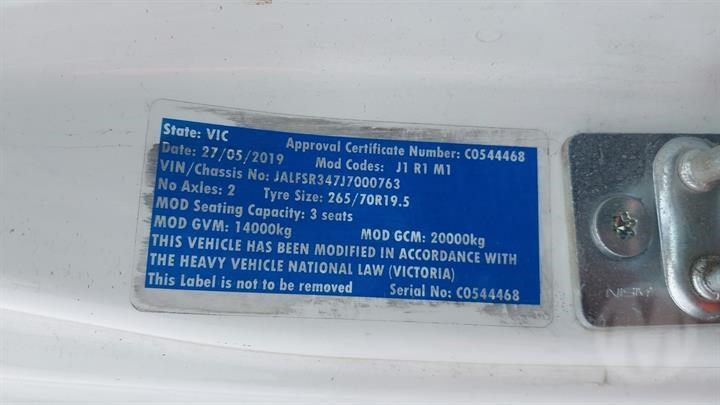 State: VIC
Approval Certificate Number: C0544468
Date: 27/05/2019 Mod Codes: J1 R1 M1
VIN/Chassis No: JALFSR347J7000763
No Axles: 2 Tyre Size: 265/70R19.5
MOD Seating Capacity: 3 seats
MOD GVM: 14000kg MOD GCM: 20000kg
THIS VEHICLE HAS BEEN MODIFIED IN ACCORDANCE WITH
THE HEAVY VEHICLE NATIONAL LAW (VICTORIA)
This Label is not to be removed Serial No: C0544468